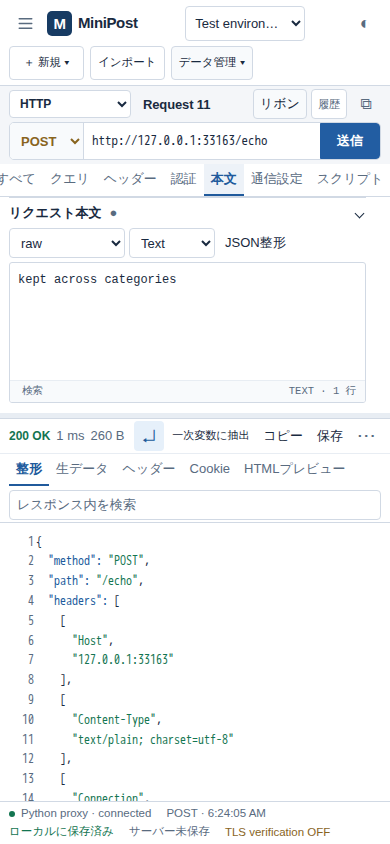 M MiniPost Test environ…
＋ 新規 ▾ インポート データ管理 ▾
HTTP Request 11 リボン 履歴
POST http://127.0.0.1:33163/echo 送信
すべて クエリ ヘッダー 認証 本文 通信設定 スクリプト
リクエスト本文 ●
raw Text JSON整形
kept across categories
検索 TEXT · 1 行
200 OK 1 ms 260 B 一次変数に抽出 コピー 保存 ···
整形 生データ ヘッダー Cookie HTMLプレビュー
レスポンス内を検索
1 {
2 "method": "POST",
3 "path": "/echo",
4 "headers": [
5 [
6 "Host",
7 "127.0.0.1:33163"
8 ],
9 [
10 "Content-Type",
11 "text/plain; charset=utf-8"
12 ],
13 [
14 "Connection",
Python proxy · connected POST · 6:24:05 AM
ローカルに保存済み サーバー未保存 TLS verification OFF